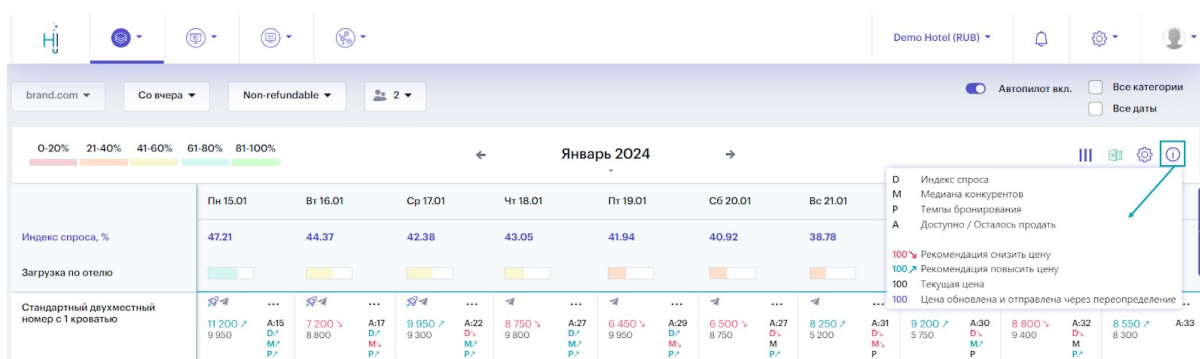 HJ
Demo Hotel (RUB)
brand.com Со вчера Non-refundable 2 Автопилот вкл. Все категории
Все даты
0-20% 21-40% 41-60% 61-80% 81-100% ← Январь 2024 →
D Индекс спроса
M Медиана конкурентов
P Темпы бронирования
A Доступно / Осталось продать
100↘ Рекомендация снизить цену
100↗ Рекомендация повысить цену
100 Текущая цена
100 Цена обновлена и отправлена через переопределение
Пн 15.01 Вт 16.01 Ср 17.01 Чт 18.01 Пт 19.01 Сб 20.01 Вс 21.01
Индекс спроса, % 47.21 44.37 42.38 43.05 41.94 40.92 38.78
Загрузка по отелю
Стандартный двухместный
номер с 1 кроватью
... ... ... ... ... ... ...
11 200↗ A:15 7 200↘ A:17 9 950↗ A:22 8 750↘ A:27 6 450↘ A:29 6 500↘ A:27 8 250↗ A:31 9 200↗ A:30 8 800↘ A:32 8 550↗ A:33
9 950 D↗ 8 800 D↗ 9 300 D↘ 9 800 D↗ 9 950 D↘ 8 750 D↘ 5 200 D↘ 5 750 D↘ 9 400 D↘ 8 300
M↗ M↘ M↗ M↗ M↗ M M↘ M↗ M
P↗ P↗ P↗ P↗ P↗ P↗ P P P↗